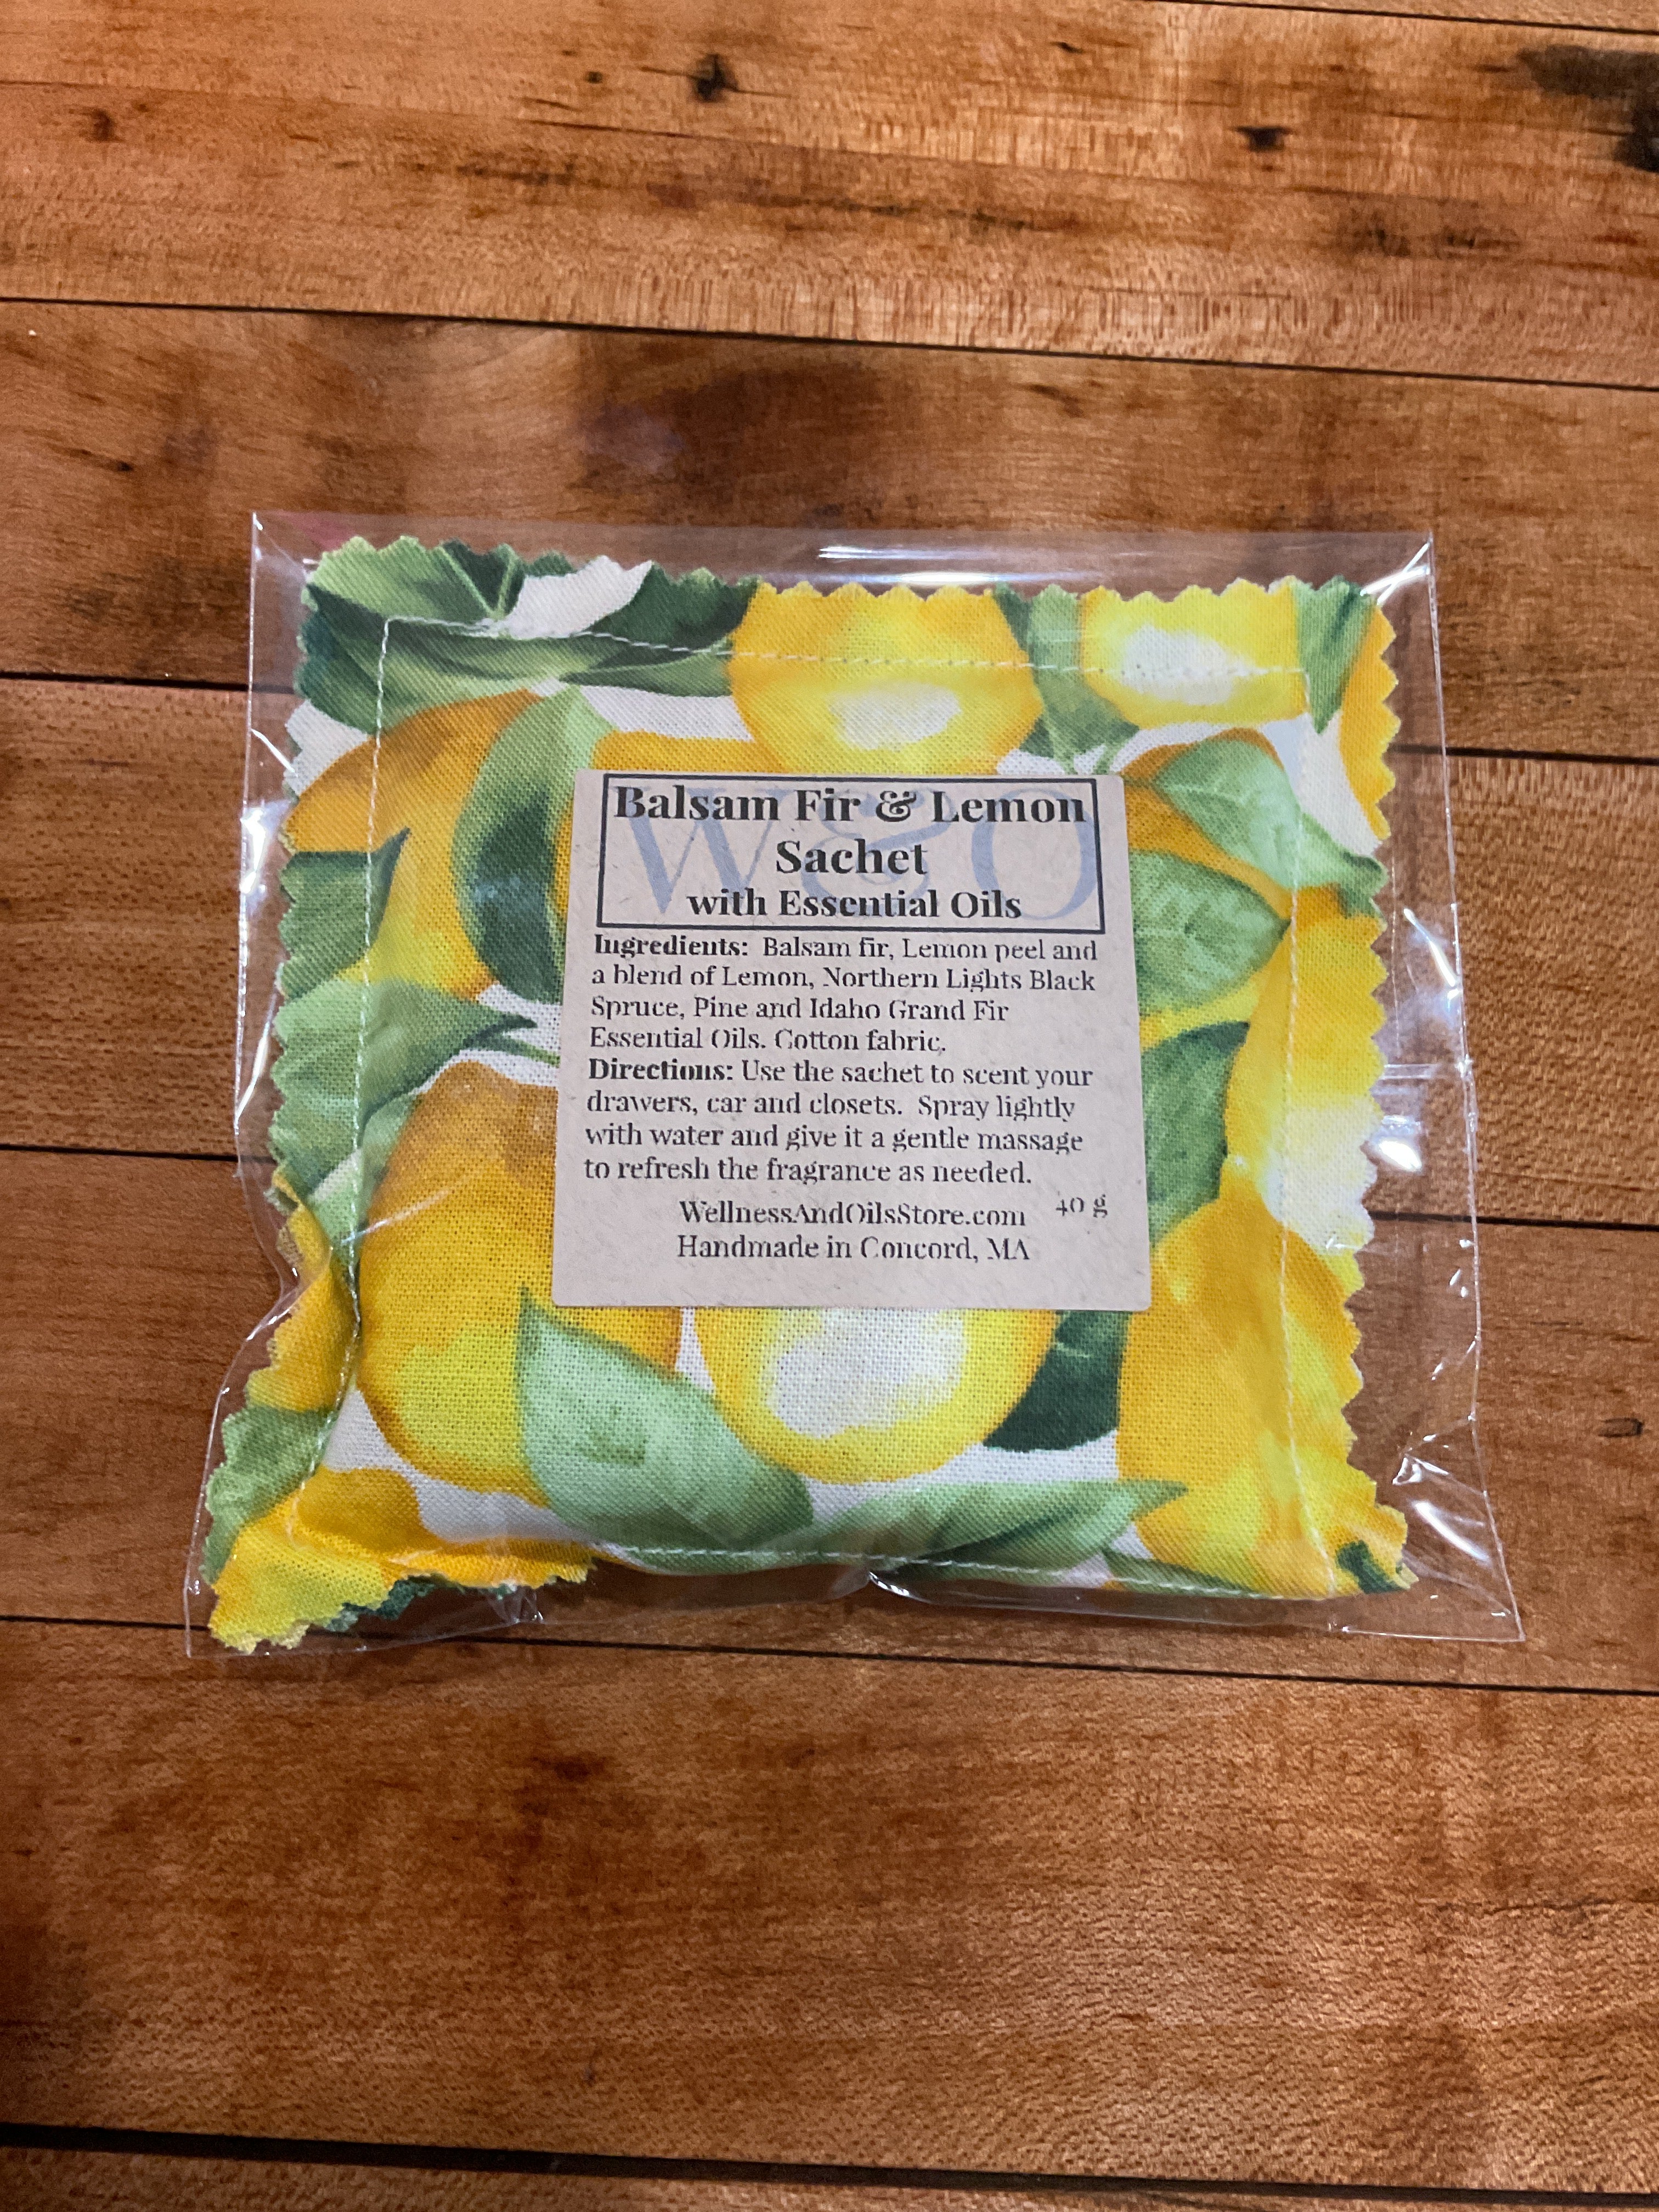 W&O
Balsam Fir & Lemon
Sachet
with Essential Oils
Ingredients: Balsam fir, Lemon peel and
a blend of Lemon, Northern Lights Black
Spruce, Pine and Idaho Grand Fir
Essential Oils. Cotton fabric.
Directions: Use the sachet to scent your
drawers, car and closets. Spray lightly
with water and give it a gentle massage
to refresh the fragrance as needed.
WellnessAndOilsStore.com 40 g
Handmade in Concord, MA